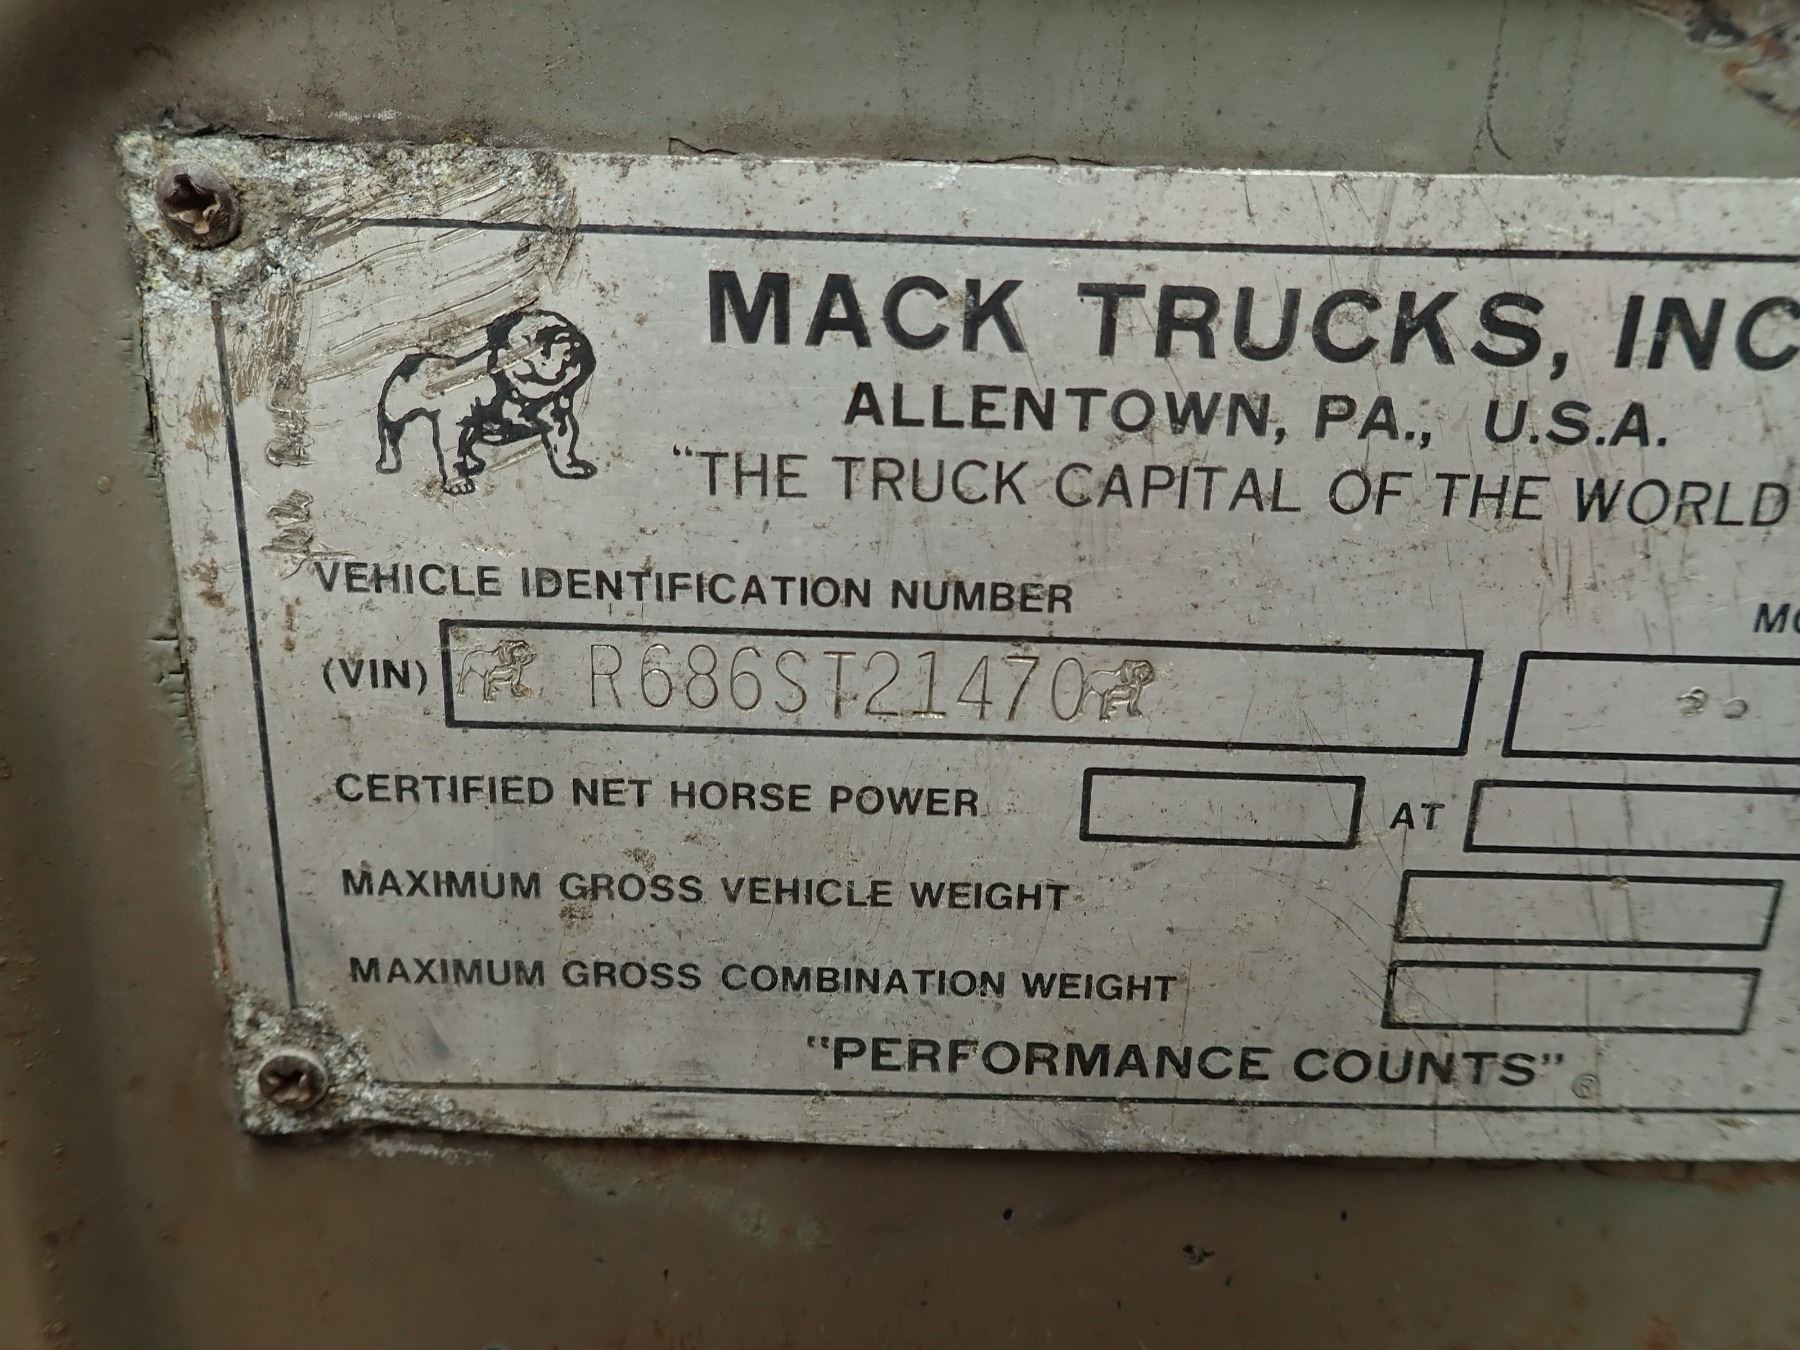 MACK TRUCKS, INC
ALLENTOWN, PA., U.S.A.
"THE TRUCK CAPITAL OF THE WORLD"
VEHICLE IDENTIFICATION NUMBER
(VIN) R686ST21470
CERTIFIED NET HORSE POWER AT
MAXIMUM GROSS VEHICLE WEIGHT
MAXIMUM GROSS COMBINATION WEIGHT
"PERFORMANCE COUNTS" ®